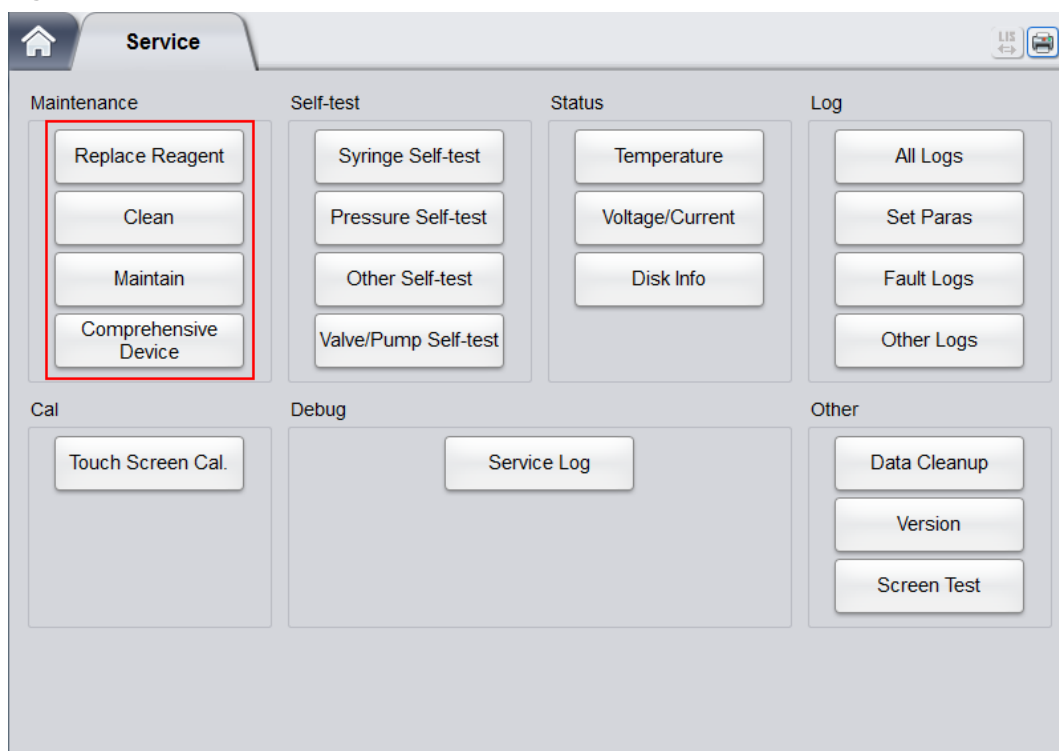 Service
LIS
Maintenance
Replace Reagent
Clean
Maintain
Comprehensive
Device
Self-test
Syringe Self-test
Pressure Self-test
Other Self-test
Valve/Pump Self-test
Status
Temperature
Voltage/Current
Disk Info
Log
All Logs
Set Paras
Fault Logs
Other Logs
Cal
Touch Screen Cal.
Debug
Service Log
Other
Data Cleanup
Version
Screen Test